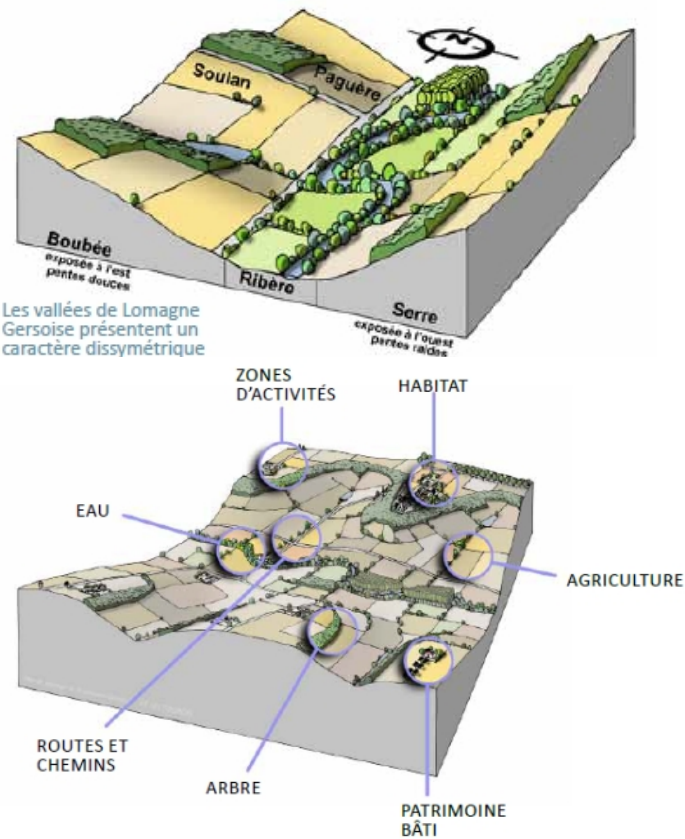 N
Soulan
Paguère
Boubée
exposée à l'est
pentes douces
Ribère
Serre
exposée à l'ouest
pentes raides
Les vallées de Lomagne
Gersoise présentent un
caractère dissymétrique
ZONES
D'ACTIVITÉS
HABITAT
EAU
AGRICULTURE
ROUTES ET
CHEMINS
ARBRE
PATRIMOINE
BÂTI